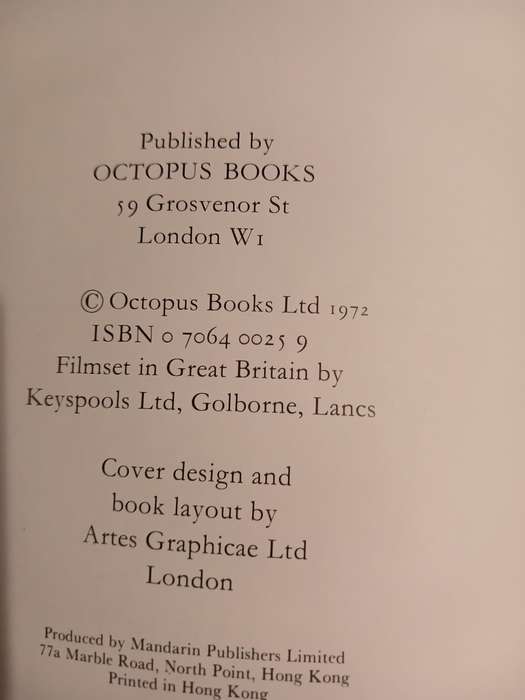 Published by
OCTOPUS BOOKS
59 Grosvenor St
London W1
© Octopus Books Ltd 1972
ISBN 0 7064 0025 9
Filmset in Great Britain by
Keyspools Ltd, Golborne, Lancs
Cover design and
book layout by
Artes Graphicae Ltd
London
Produced by Mandarin Publishers Limited
77a Marble Road, North Point, Hong Kong
Printed in Hong Kong